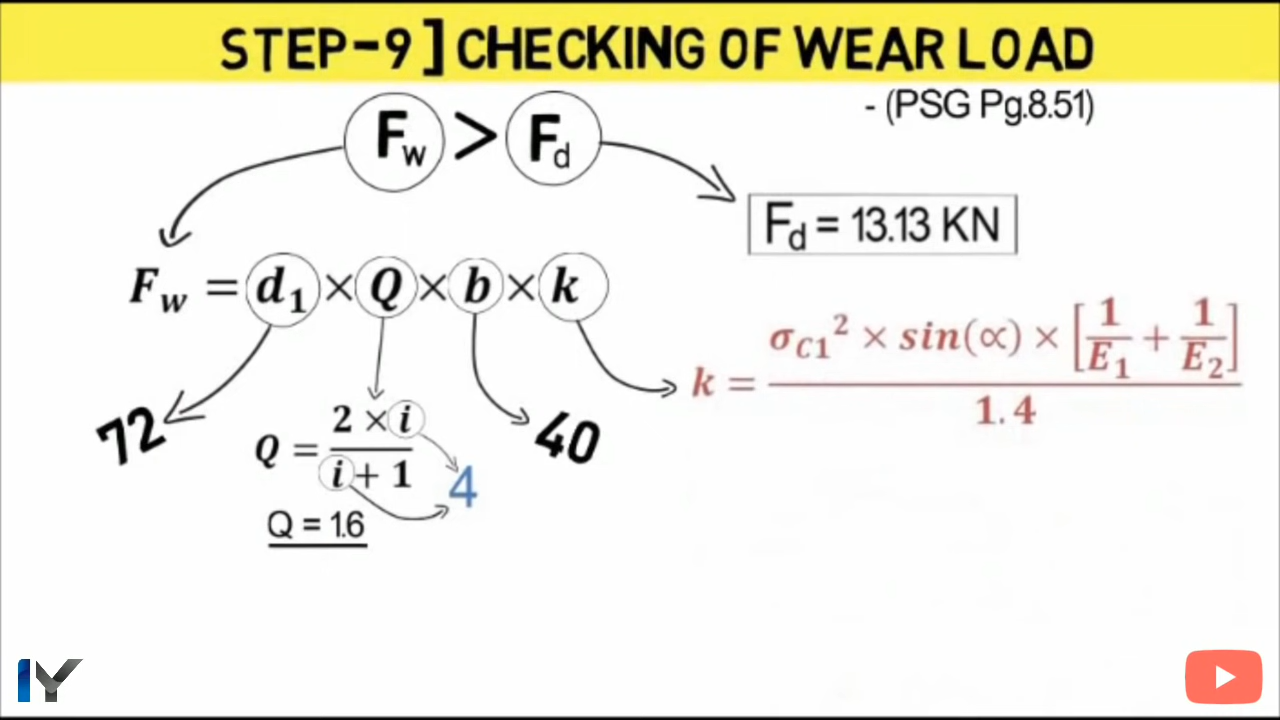 STEP-9] CHECKING OF WEAR LOAD
- (PSG Pg.8.51)
Fw > Fd
Fd = 13.13 KN
Fw = d1 × Q × b × k
k = σC1² × sin(∝) × [1/E1 + 1/E2] / 1.4
72
Q = 2 × i / i + 1
40
4
Q = 1.6
IY